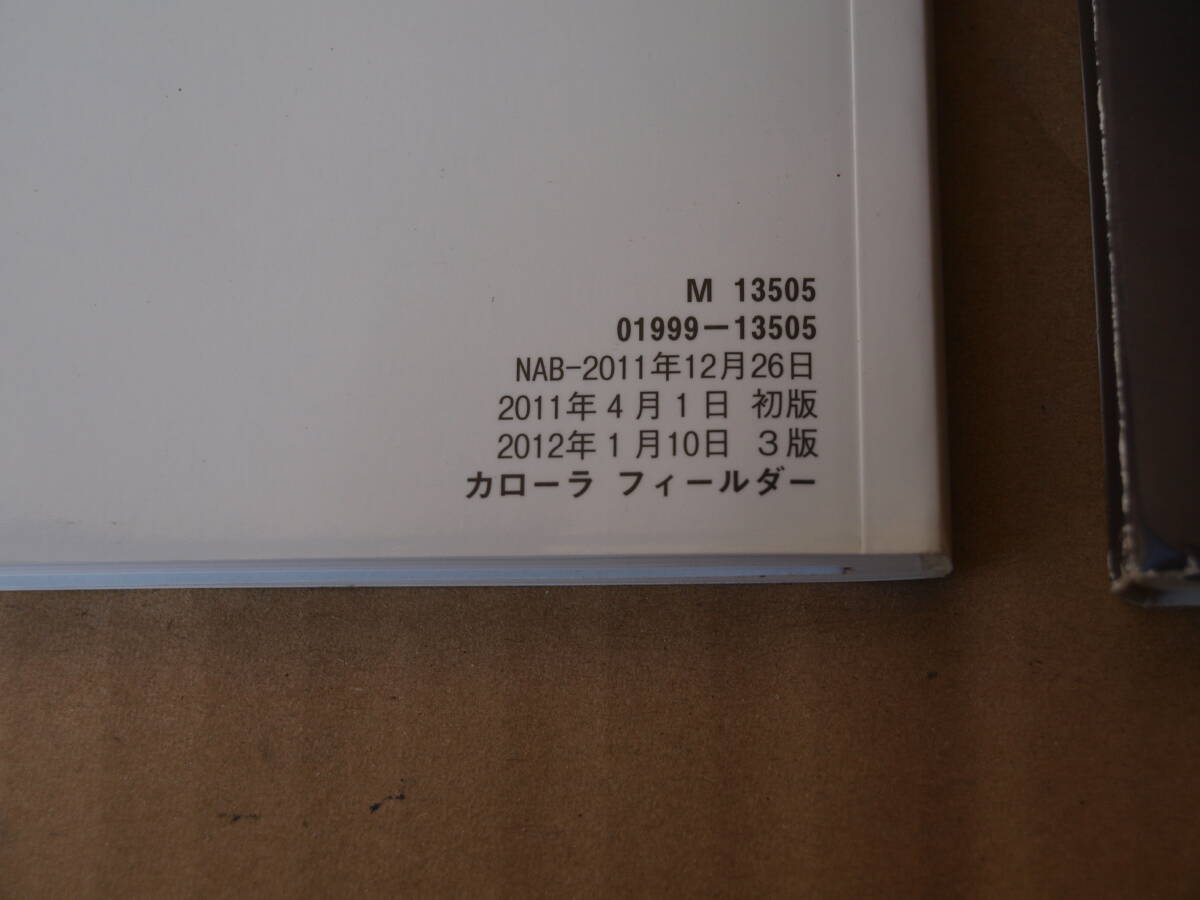 M 13505
01999-13505
NAB-2011年12月26日
2011年4月1日 初版
2012年1月10日 3版
カローラ フィールダー